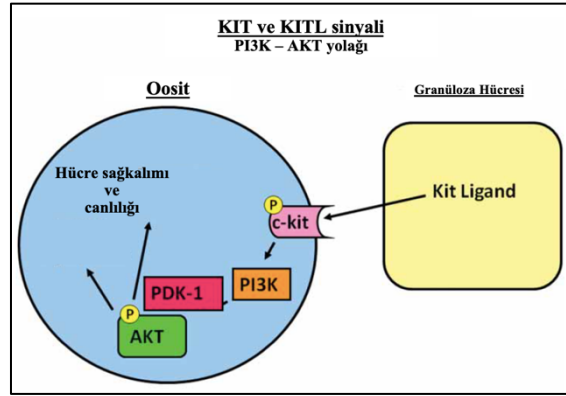 KIT ve KITL sinyali
PI3K – AKT yolağı
Oosit
Granüloza Hücresi
Hücre sağkalımı
ve
canlılığı
P
c-kit
Kit Ligand
PDK-1
PI3K
P
AKT